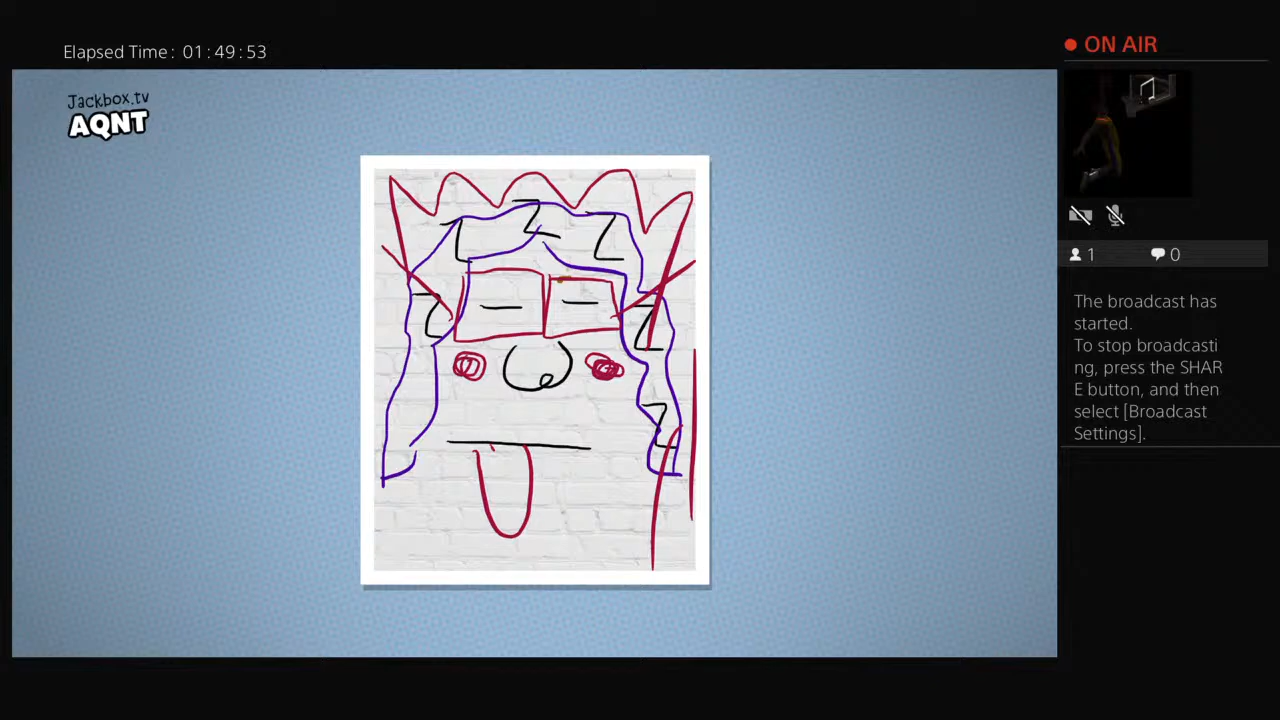 Elapsed Time: 01:49:53
ON AIR
Jackbox.tv
AQNT
1
0
The broadcast has
started.
To stop broadcasti
ng, press the SHAR
E button, and then
select [Broadcast
Settings].
Z
Z
Z
Z
Z
Z